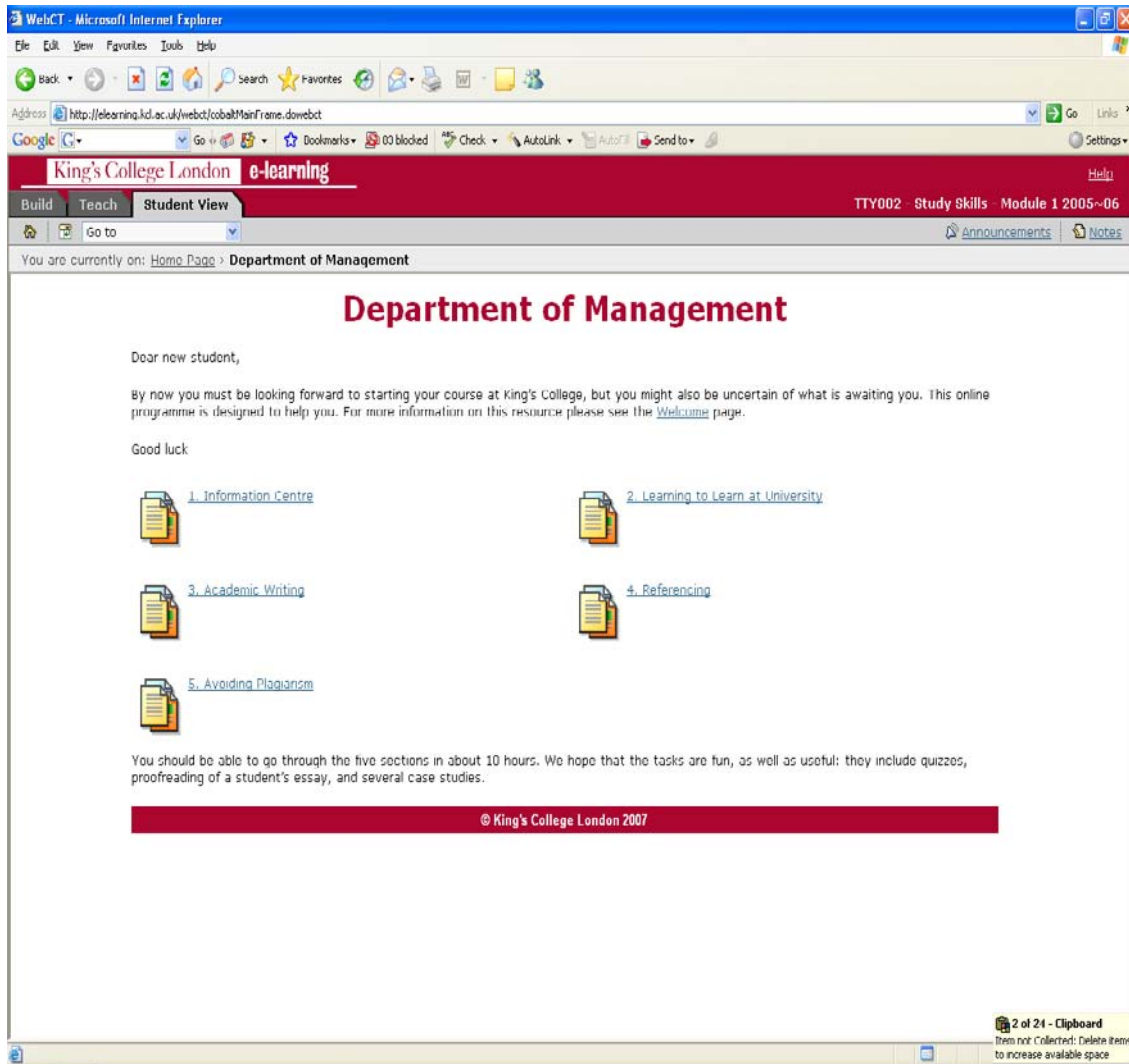 WebCT - Microsoft Internet Explorer
File Edit View Favorites Tools Help
Back Search Favorites
Address http://elearning.kcl.ac.uk/webct/cobaltMainFrame.dowebct Go Links
Google G Go Bookmarks 83 blocked Check AutoLink AutoFill Send to Settings
King's College London e-learning Help
Build Teach Student View TTY002 - Study Skills - Module 1 2005~06
Go to Announcements Notes
You are currently on: Home Page › Department of Management
Department of Management
Dear new student,
By now you must be looking forward to starting your course at King's College, but you might also be uncertain of what is awaiting you. This online
programme is designed to help you. For more information on this resource please see the Welcome page.
Good luck
1. Information Centre 2. Learning to Learn at University
3. Academic Writing 4. Referencing
5. Avoiding Plagiarism
You should be able to go through the five sections in about 10 hours. We hope that the tasks are fun, as well as useful: they include quizzes,
proofreading of a student's essay, and several case studies.
© King's College London 2007
2 of 24 - Clipboard
Item not Collected: Delete items
to increase available space